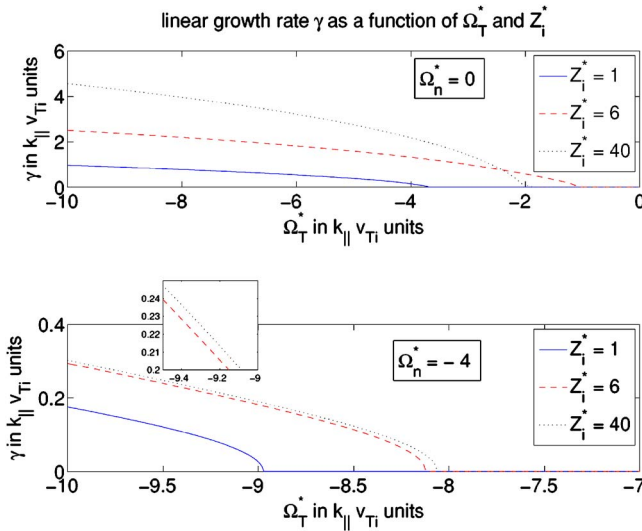 linear growth rate γ as a function of Ω*T and Z*i
6
4
2
0
γ in k|| vTi units
Ω*n = 0
Z*i = 1
Z*i = 6
Z*i = 40
−10 −8 −6 −4 −2 0
Ω*T in k|| vTi units
0.24
0.23
0.22
0.21
0.2
−9.4 −9.2 −9
0.4
0.2
0
γ in k|| vTi units
Ω*n = − 4
Z*i = 1
Z*i = 6
Z*i = 40
−10 −9.5 −9 −8.5 −8 −7.5 −7
Ω*T in k|| vTi units